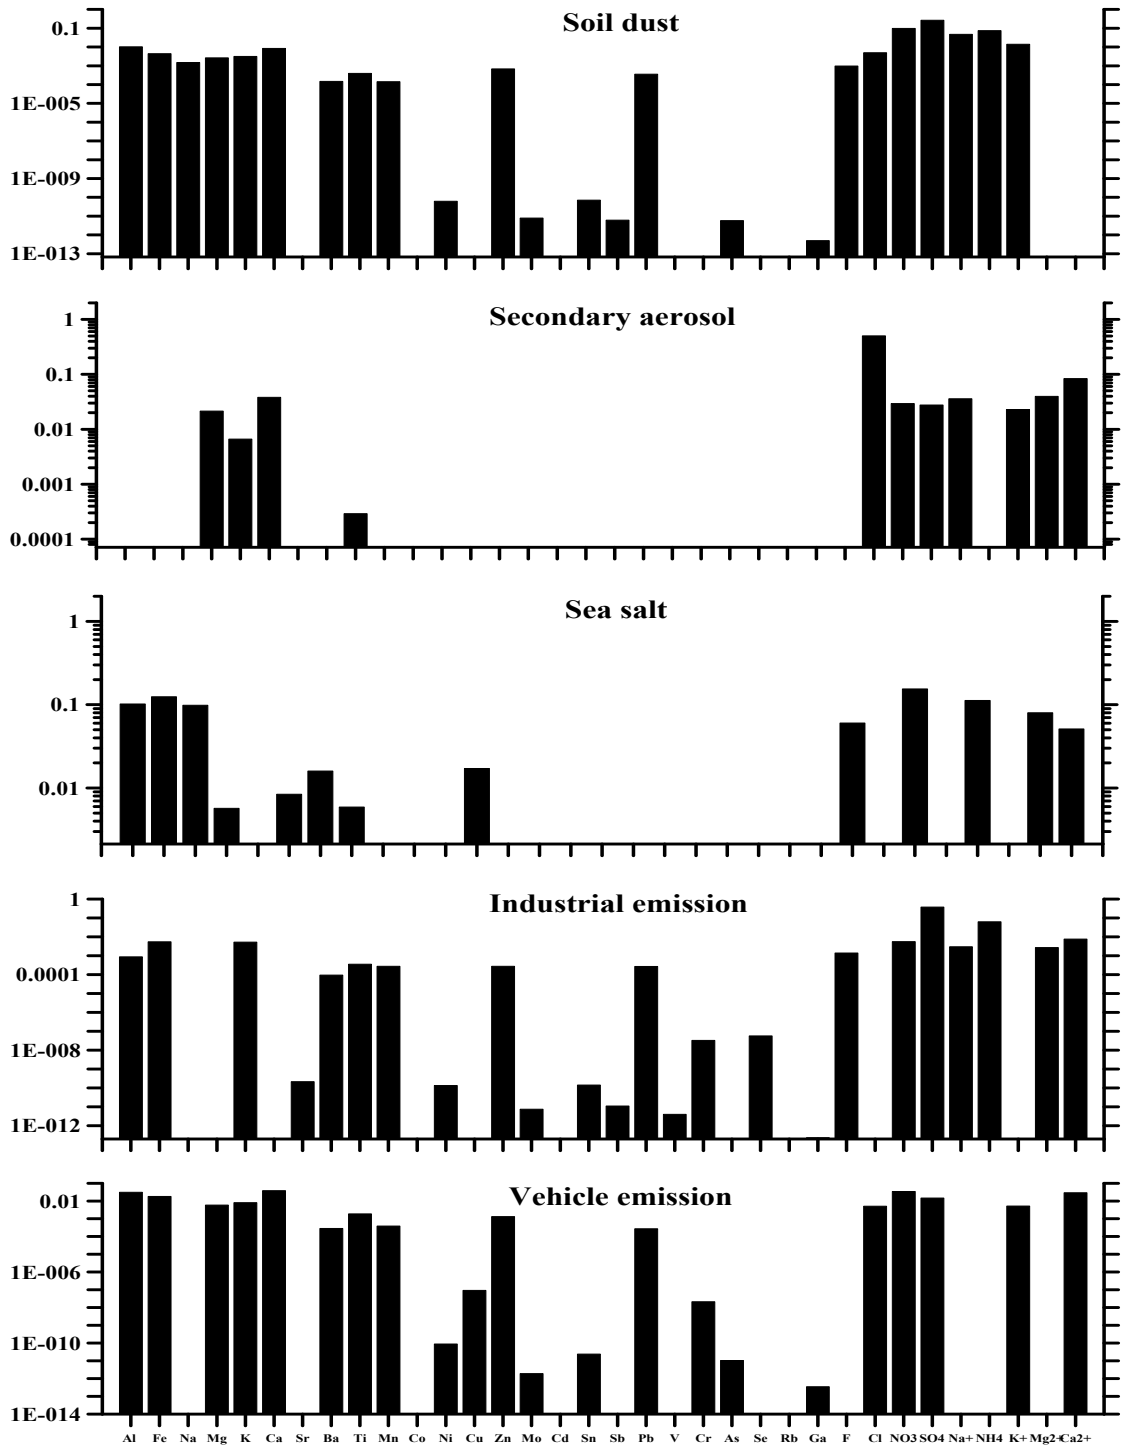 Soil dust
0.1
1E-005
1E-009
1E-013
Secondary aerosol
1
0.1
0.01
0.001
0.0001
Sea salt
1
0.1
0.01
Industrial emission
1
0.0001
1E-008
1E-012
Vehicle emission
0.01
1E-006
1E-010
1E-014
Al Fe Na Mg K Ca Sr Ba Ti Mn Co Ni Cu Zn Mo Cd Sn Sb Pb V Cr As Se Rb Ga F Cl NO3 SO4 Na+ NH4 K+ Mg2+ Ca2+